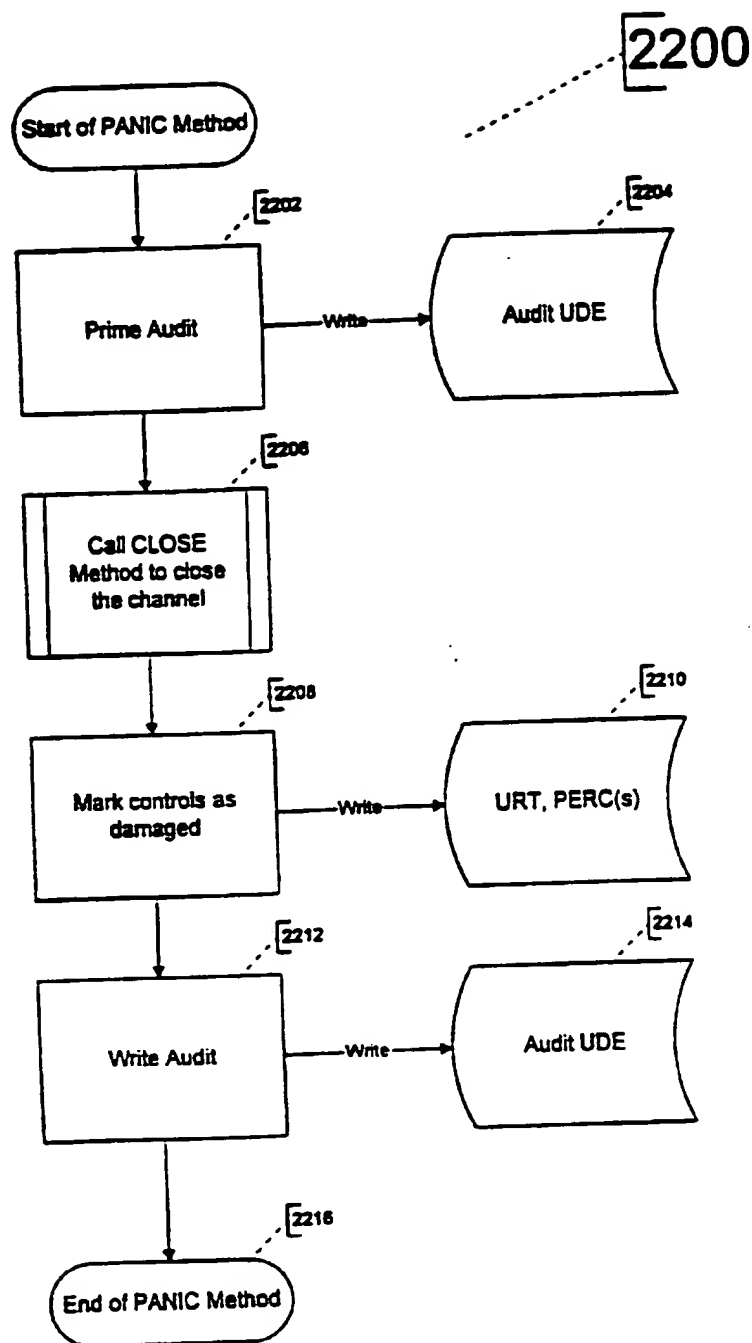 2200
Start of PANIC Method
2202
2204
Prime Audit
Write
Audit UDE
2206
Call CLOSE
Method to close
the channel
2208
2210
Mark controls as
damaged
Write
URT, PERC(s)
2212
2214
Write Audit
Write
Audit UDE
2216
End of PANIC Method